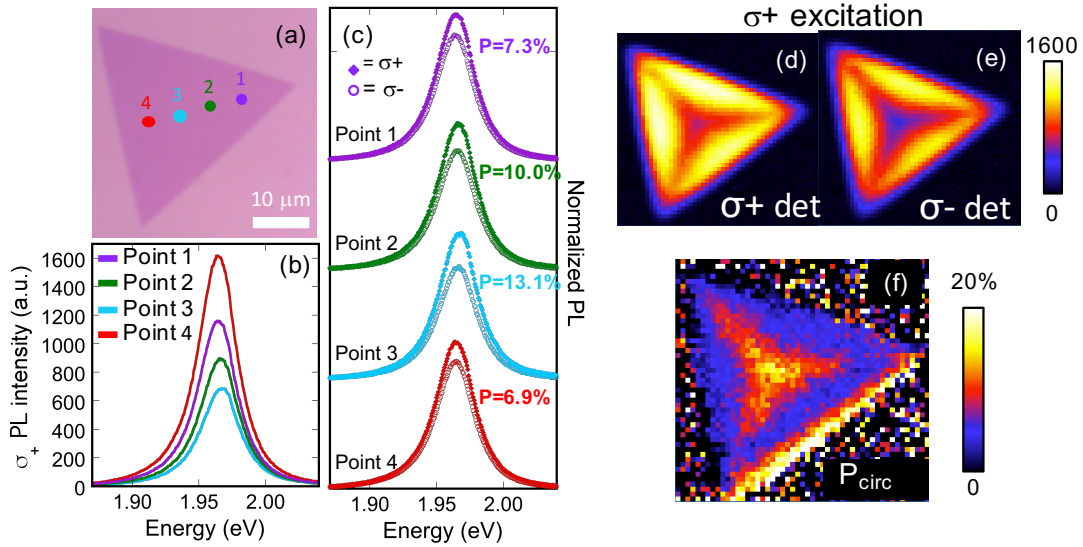 (a)
1
2
3
4
10 μm
(b)
Point 1
Point 2
Point 3
Point 4
1600
1400
1200
1000
800
600
400
200
0
σ+ PL intensity (a.u.)
1.90
1.95
2.00
Energy (eV)
(c)
P=7.3%
= σ+
= σ-
Point 1
P=10.0%
Point 2
P=13.1%
Point 3
P=6.9%
Point 4
1.90
1.95
2.00
Energy (eV)
Normalized PL
σ+ excitation
(d)
σ+ det
(e)
σ- det
1600
0
(f)
Pcirc
20%
0